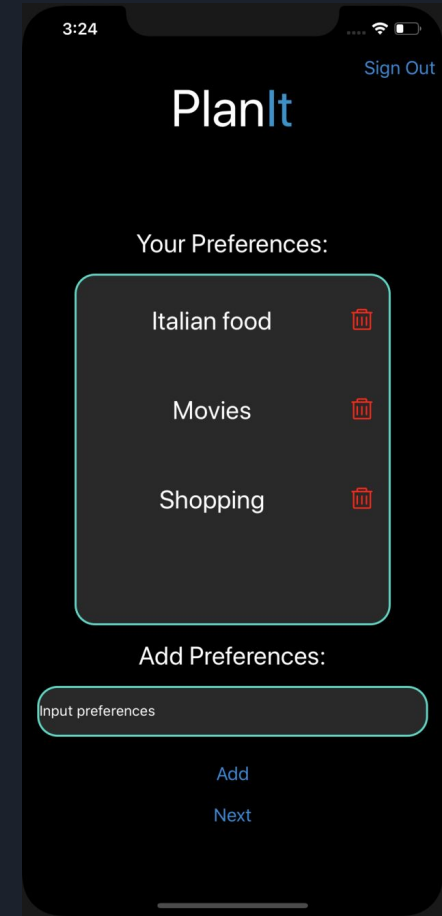 3:24
Sign Out
PlanIt
Your Preferences:
Italian food
Movies
Shopping
Add Preferences:
Input preferences
Add
Next